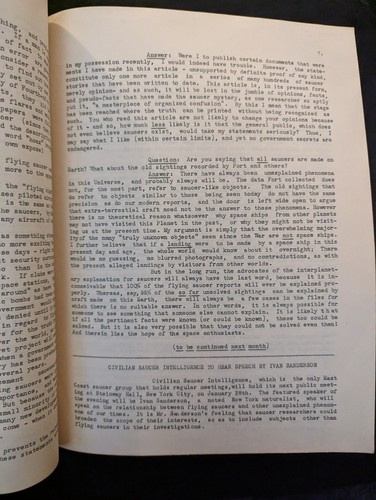 4.
Answer: Were I to publish certain documents that were
in my possession recently, I would indeed have trouble. However, the state-
ments I have made in this article - unsupported by definite proof of any kind,
constitute only one more article in a series of many hundreds of saucer
stories that have been written to date. This article is, in its present form,
merely opinion- and as such, it will be lost in the jumble of opinions, facts,
and pseudo-facts that have made the saucer mystery, as one researcher so aptly
put it, "a masterpiece of organized confusion". By this I mean that the stage
has been reached where the truth can be printed without being recognized as
such. You who read this article are not likely to change your opinions because
of it - and so, how much less likely is it that the general public, which does
not even believe saucers exist, would take my statements seriously? Thus, I
may say what I like (within certain limits), and yet no government secrets are
endangered.
Question: Are you saying that all saucers are made on
Earth? What about the old sightings recorded by Fort and others?
Answer: There have always been unexplained phenomena
in this Universe, and probably always will be. The data Fort collected does
not, for the most part, refer to saucer-like objects. The old sightings that
do refer to objects similar to those being seen today do not have the same
precision as do our modern reports, and the door is left wide open to argue
that extra-terrestrial craft need not be the answer to those phenomena. However
there is no theoretical reason whatsoever why space ships from other planets
may not have visited this Planet in the past, or why they might not be visit-
ing us at the present time. My argument is simply that the overwhelming major-
ity of the many "truly unknown objects" seen since the War are not space ships.
I further believe that if a landing were to be made by a space ship in this
present day and age, the whole world would know about it overnight; There
would be no guessing, no blurred photographs, and no contradictions, as with
the present alleged landings by visitors from other worlds.
But in the long run, the advocates of the interplanet-
ary explanation for saucers will always have the last word, because it is in-
conceivable that 100% of the flying saucer reports will ever be explained pro-
perly. Whereas, say, 98% of the so far unsolved sightings can be explained by
craft made on this Earth, there will always be a few cases in the files for
which there is no suitable answer. In other words, it is always possible for
someone to see something that someone else cannot explain. It is likely that
if all the pertinent facts were known (or could be known), these too could be
solved. But it is also very possible that they could not be solved even then!
And therein lies the hope of the space enthusiasts.
(to be continued next month)
CIVILIAN SAUCER INTELLIGENCE TO HEAR SPEECH BY IVAN SANDERSON
Civilian Saucer Intelligence, which is the only East
Coast saucer group that holds regular meetings, will hold its next public meet-
ing at Steinway Hall, New York City, on January 28th. The featured speaker of
the evening will be Ivan Sanderson, a noted New York naturalist, who will
speak on the relationship between flying saucers and other unexplained phenom-
ena of our times. It is Mr. Sanderson's feeling that saucer researchers could
broaden the scope of their interests, so as to include subjects other than
flying saucers in their investigations.